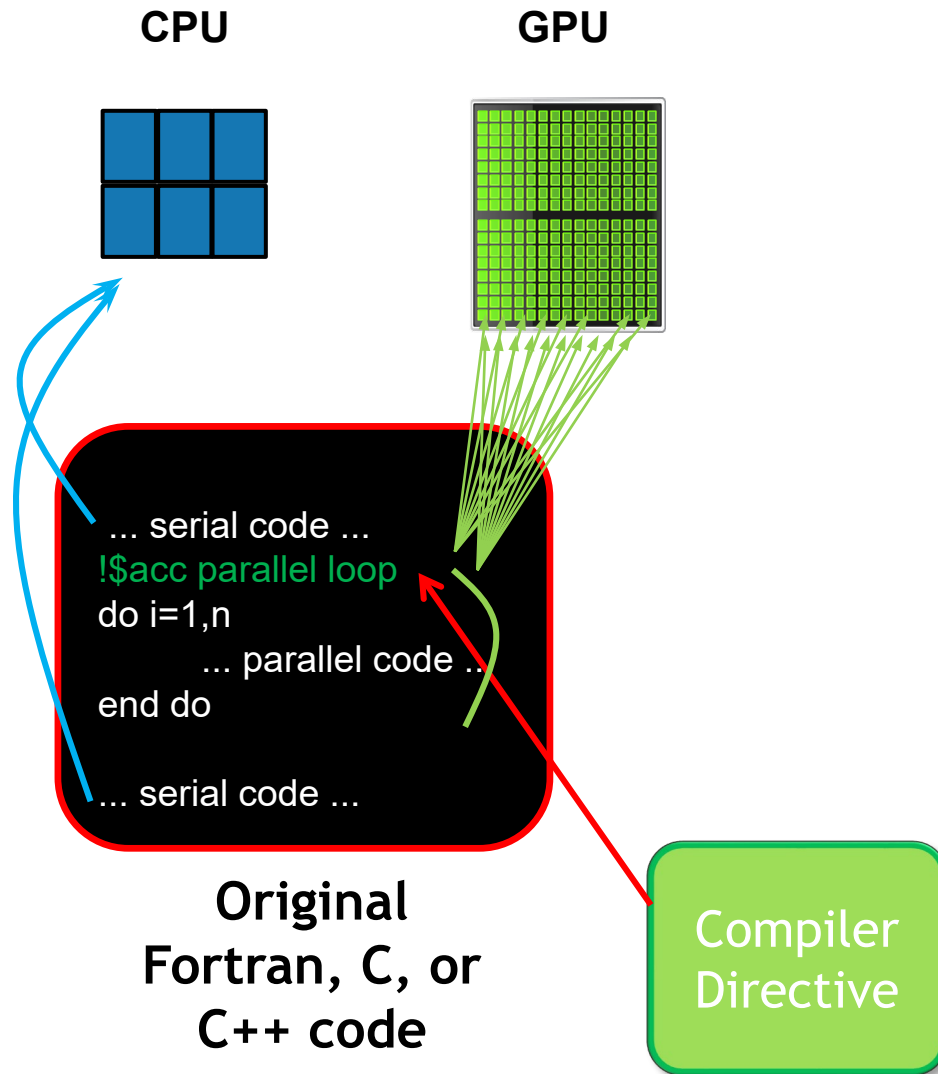 CPU
GPU
... serial code ...
!$acc parallel loop
do i=1,n
... parallel code ..
end do
... serial code ...
Original
Fortran, C, or
C++ code
Compiler
Directive